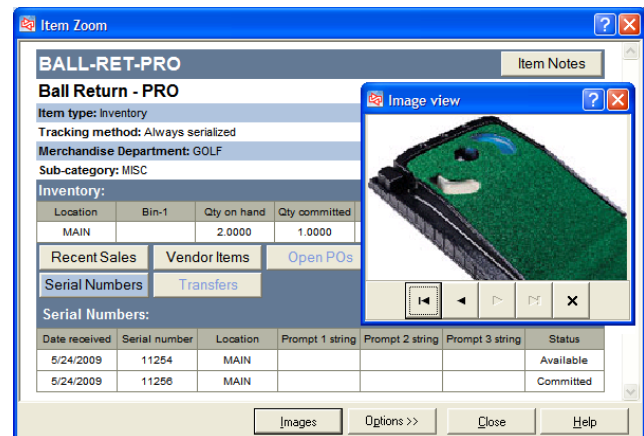 Item Zoom
BALL-RET-PRO
Item Notes
Ball Return - PRO
Item type: Inventory
Tracking method: Always serialized
Merchandise Department: GOLF
Sub-category: MISC
Image view
Inventory:
Location Bin-1 Qty on hand Qty committed
MAIN 2.0000 1.0000
Recent Sales Vendor Items Open POs
Serial Numbers Transfers
Serial Numbers:
Date received Serial number Location Prompt 1 string Prompt 2 string Prompt 3 string Status
5/24/2009 11254 MAIN Available
5/24/2009 11256 MAIN Committed
Images Options >> Close Help